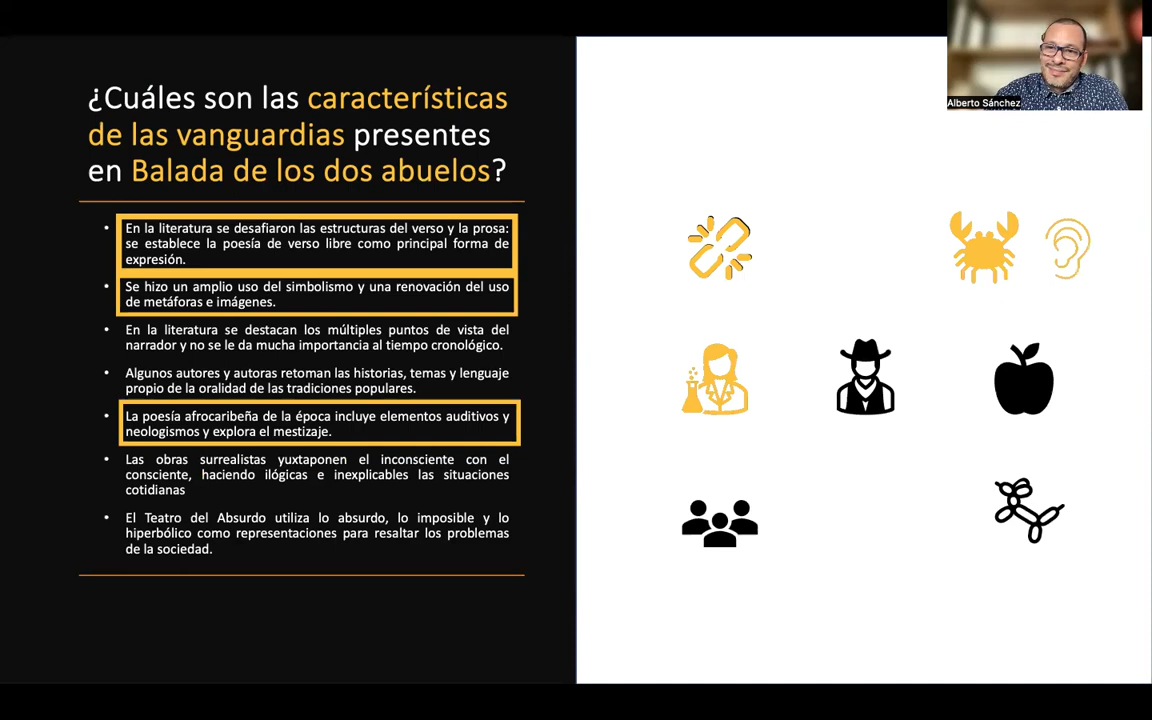 ¿Cuáles son las características
de las vanguardias presentes
en Balada de los dos abuelos?
• En la literatura se desafiaron las estructuras del verso y la prosa:
se establece la poesía de verso libre como principal forma de
expresión.
• Se hizo un amplio uso del simbolismo y una renovación del uso
de metáforas e imágenes.
• En la literatura se destacan los múltiples puntos de vista del
narrador y no se le da mucha importancia al tiempo cronológico.
• Algunos autores y autoras retoman las historias, temas y lenguaje
propio de la oralidad de las tradiciones populares.
• La poesía afrocaribeña de la época incluye elementos auditivos y
neologismos y explora el mestizaje.
• Las obras surrealistas yuxtaponen el inconsciente con el
consciente, haciendo ilógicas e inexplicables las situaciones
cotidianas
• El Teatro del Absurdo utiliza lo absurdo, lo imposible y lo
hiperbólico como representaciones para resaltar los problemas
de la sociedad.
Alberto Sánchez